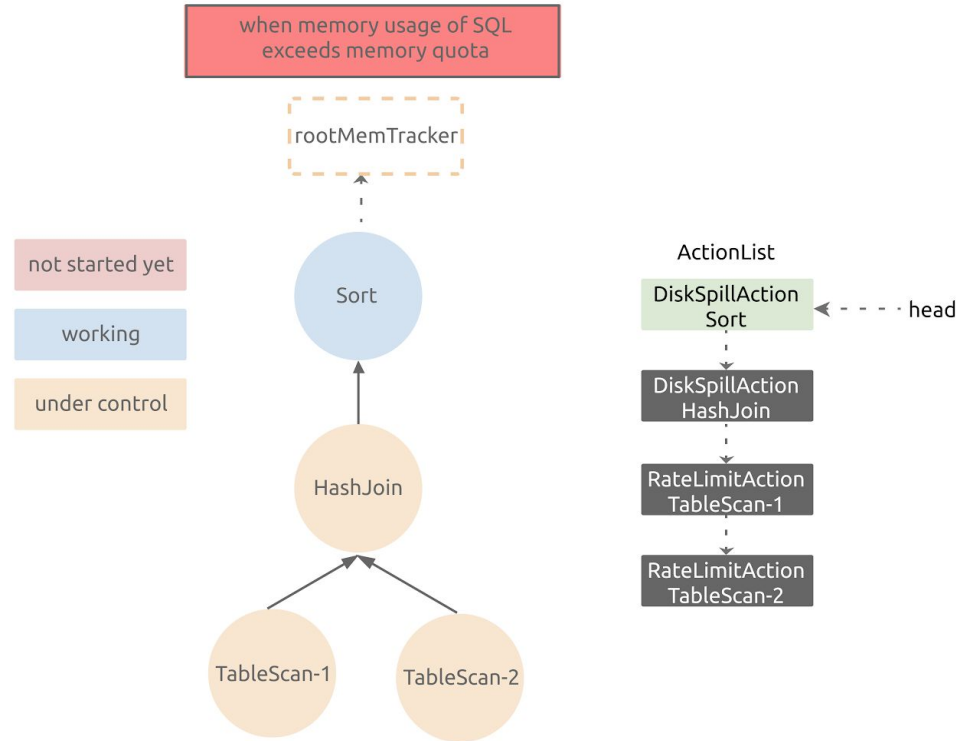 when memory usage of SQL
exceeds memory quota
rootMemTracker
not started yet
working
under control
Sort
HashJoin
TableScan-1
TableScan-2
ActionList
DiskSpillAction
Sort
head
DiskSpillAction
HashJoin
RateLimitAction
TableScan-1
RateLimitAction
TableScan-2